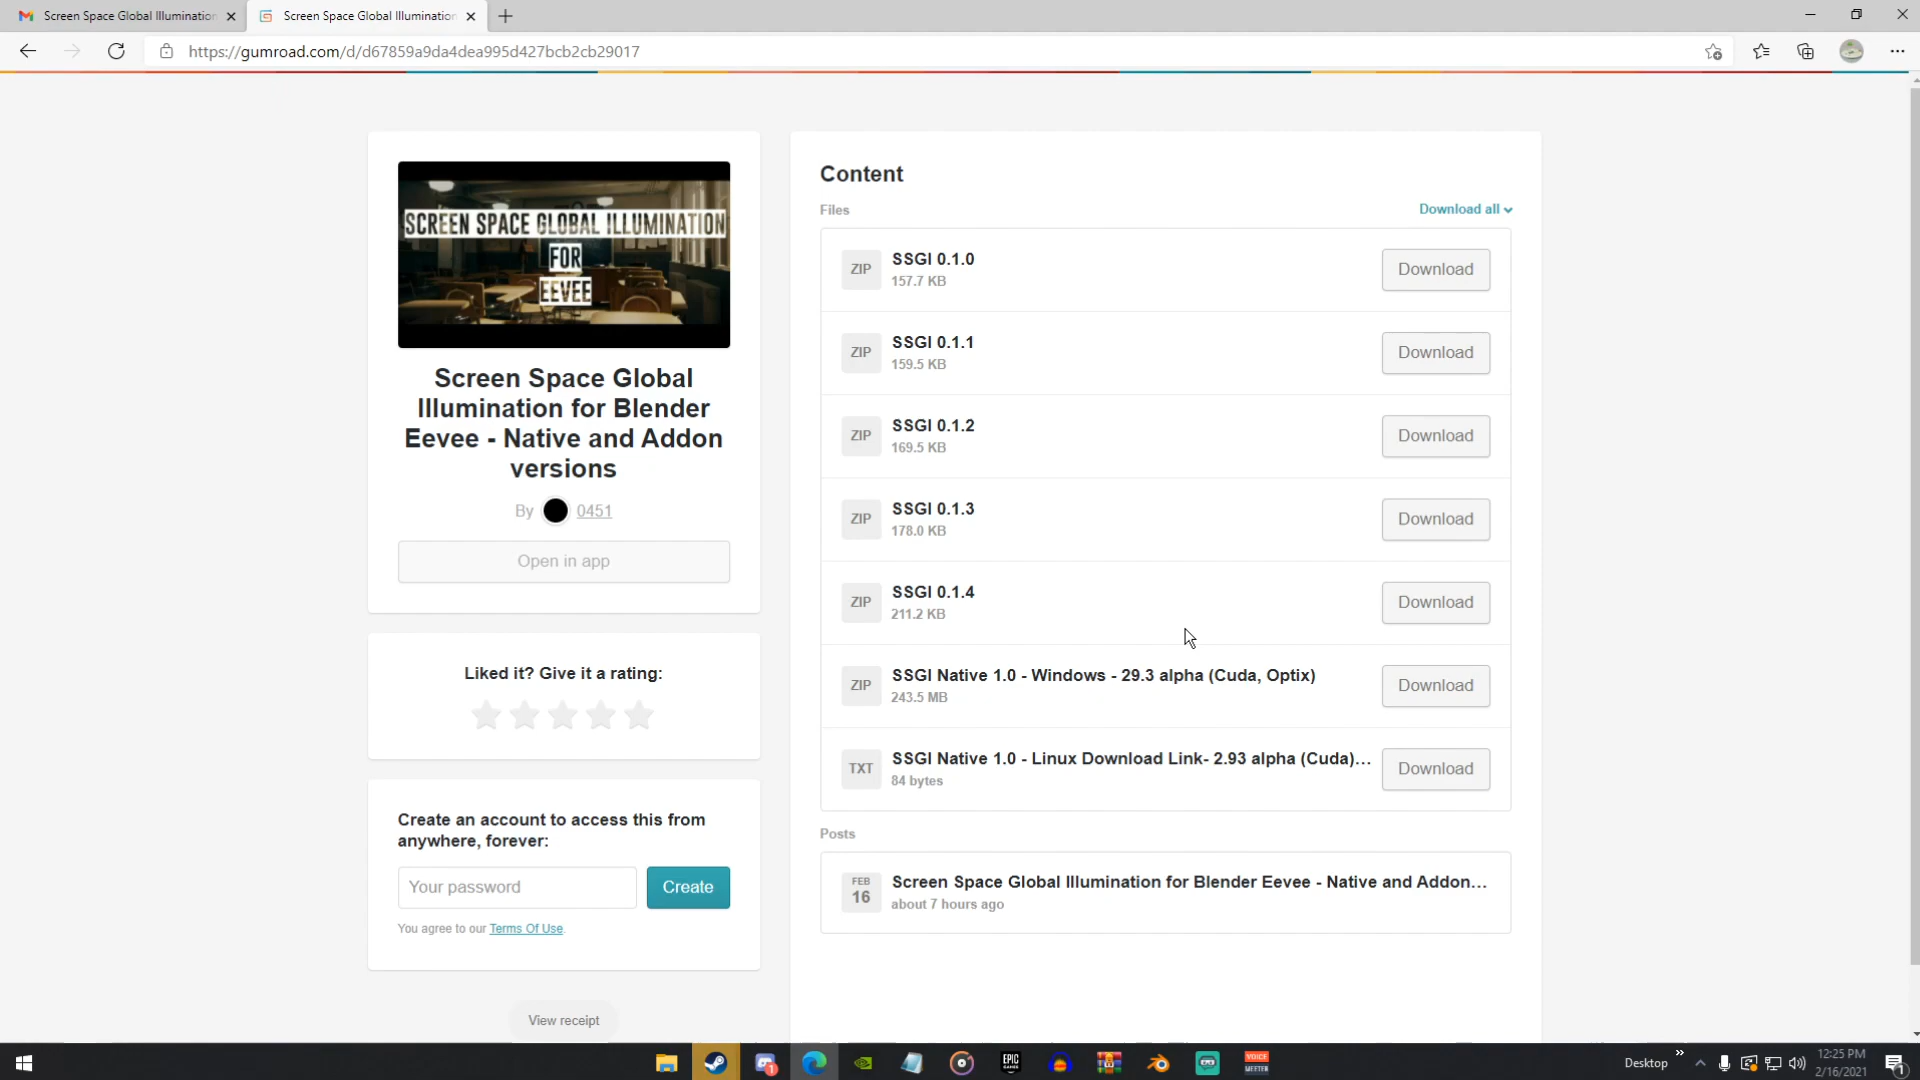 Screen Space Global Illumination
Screen Space Global Illumination
https://gumroad.com/d/d67859a9da4dea995d427bcb2cb29017
SCREEN SPACE GLOBAL ILLUMINATION
FOR
EEVEE
Screen Space Global
Illumination for Blender
Eevee - Native and Addon
versions
By 0451
Open in app
Liked it? Give it a rating:
Create an account to access this from
anywhere, forever:
Your password
Create
You agree to our Terms Of Use.
View receipt
Content
Files
Download all
ZIP
SSGI 0.1.0
157.7 KB
Download
ZIP
SSGI 0.1.1
159.5 KB
Download
ZIP
SSGI 0.1.2
169.5 KB
Download
ZIP
SSGI 0.1.3
178.0 KB
Download
ZIP
SSGI 0.1.4
211.2 KB
Download
ZIP
SSGI Native 1.0 - Windows - 29.3 alpha (Cuda, Optix)
243.5 MB
Download
TXT
SSGI Native 1.0 - Linux Download Link- 2.93 alpha (Cuda)...
84 bytes
Download
Posts
FEB
16
Screen Space Global Illumination for Blender Eevee - Native and Addon...
about 7 hours ago
EPIC
GAMES
VOICE
MEETER
Desktop
12:25 PM
2/16/2021